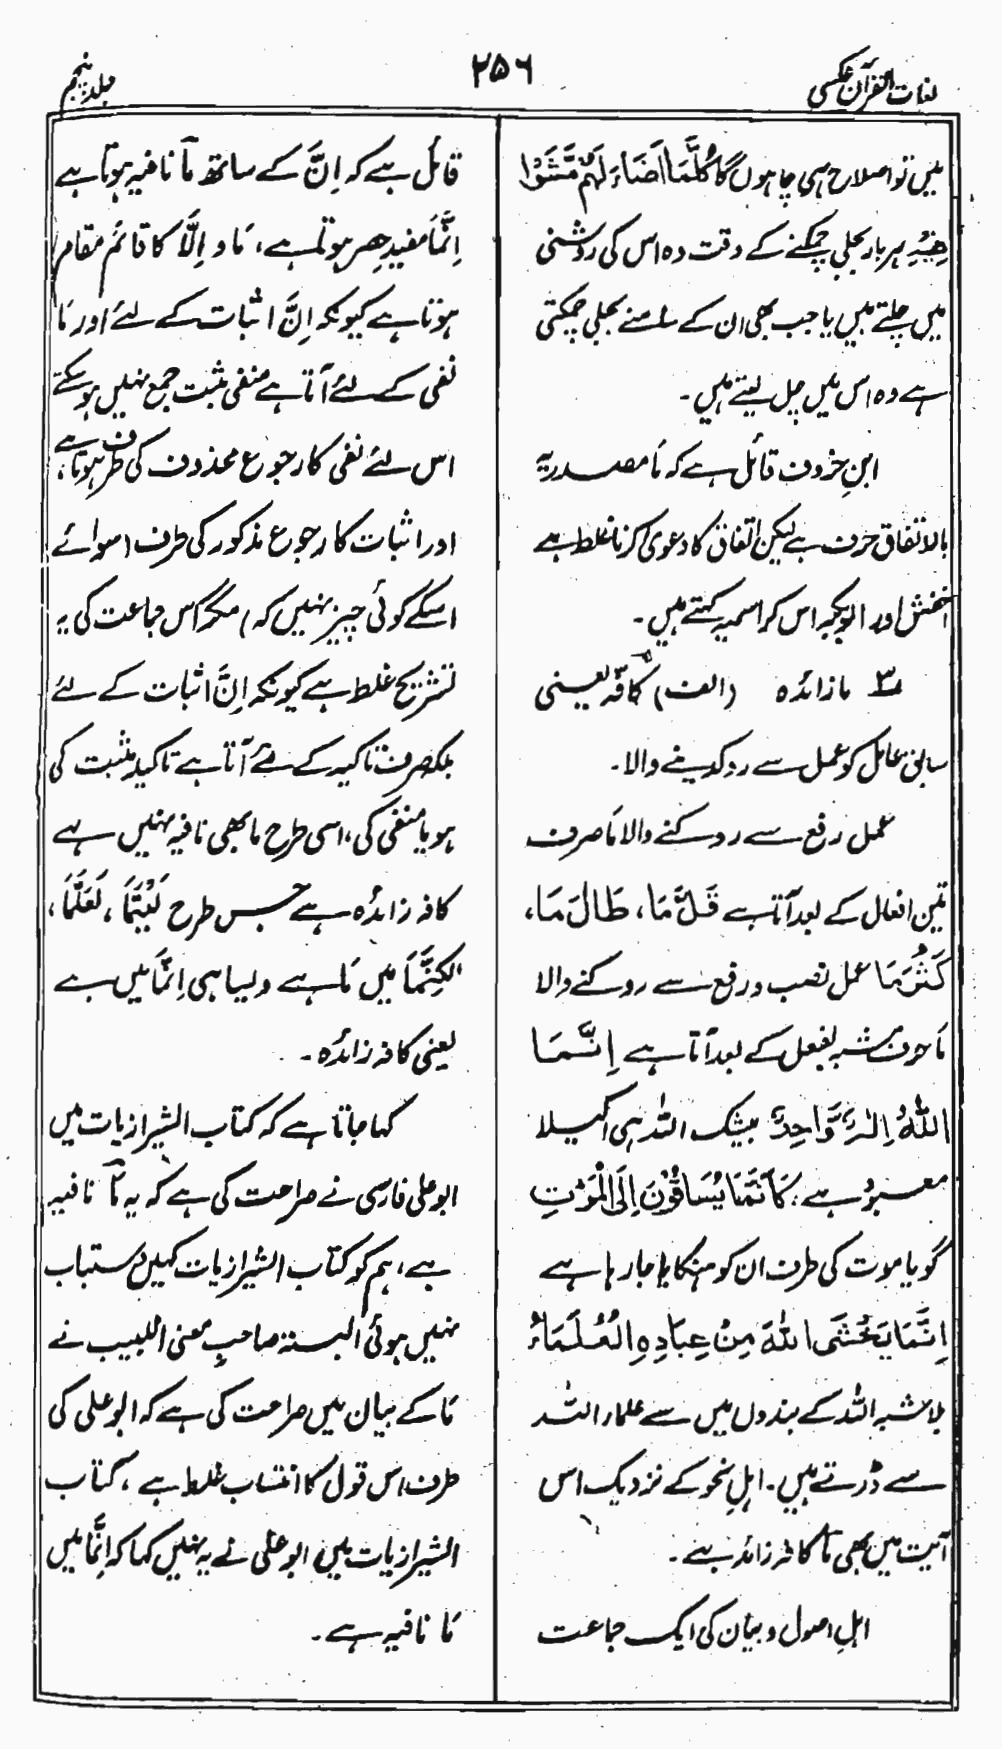 لغات القرآن عکسی
۲۵۶
جلد پنجم
میں تو اصلاح ہی چاہوں گا کُلَّمَا اَضَاءَ لَہُمْ مَّشَوْا
فِیْہِ ہر بار بجلی چمکنے کے وقت وہ اس کی روشنی
میں چلتے ہیں یا جب بھی ان کے سامنے بجلی چمکتی
ہے وہ اس میں چل لیتے ہیں۔
ابنِ خروف قائل ہے کہ مَا مصدریہ
بالاتفاق حرف ہے لیکن اتفاق کا دعویٰ کرنا غلط ہے
اخفش اور ابوبکر اس کو اسمیہ کہتے ہیں۔
۳ ما زائدہ (الف) کافّہ یعنی
سابق عامل کو عمل سے روکدینے والا۔
عمل رفع سے روکنے والا مَا صرف
تین افعال کے بعد آتا ہے قَلَّ مَا، طَالَ مَا،
کَثُرَ مَا عمل نصب و رفع سے روکنے والا
مَا حرف مشبہ بفعل کے بعد آتا ہے اِنَّمَا
اللّٰہُ اِلٰہٌ وَّاحِدٌ بیشک اللہ ہی اکیلا
معبود ہے، کَاَنَّمَا یُسَاقُوْنَ اِلَی الْمَوْتِ
گویا موت کی طرف ان کو ہنکایا جا رہا ہے
اِنَّمَا یَخْشَی اللّٰہَ مِنْ عِبَادِہِ الْعُلَمَاءُ
بلاشبہ اللہ کے بندوں میں سے علماء اللہ
سے ڈرتے ہیں۔ اہلِ نحو کے نزدیک اس
آیت میں بھی مَا کافہ زائدہ ہے۔
اہلِ اصول و بیان کی ایک جماعت
قائل ہے کہ اِنَّ کے ساتھ مَا نافیہ ہوتا ہے
اِنَّمَا مفید حصر ہوتا ہے، مَا و اِلَّا کا قائم مقام
ہوتا ہے کیونکہ اِنَّ اثبات کے لئے اور مَا
نفی کے لئے آتا ہے منفی مثبت جمع نہیں ہو سکتے
اس لئے نفی کا رجوع محذوف کی طرف ہوتا ہے،
اور اثبات کا رجوع مذکور کی طرف (سوائے
اسکے کوئی چیز نہیں کہ) مگر اس جماعت کی یہ
تشریح غلط ہے کیونکہ اِنَّ اثبات کے لئے
بلکہ صرف تاکید کے لئے آتا ہے تاکید مثبت کی
ہو یا منفی کی، اسی طرح ما بھی نافیہ نہیں ہے
کافہ زائدہ ہے جس طرح لَیْتَمَا، لَعَلَّمَا،
لٰکِنَّمَا میں مَا ہے ویسا ہی اِنَّمَا میں ہے
یعنی کافہ زائدہ۔
کہا جاتا ہے کہ کتاب الشیرازیات میں
ابو علی فارسی نے صراحت کی ہے کہ یہ مَا نافیہ
ہے، ہم کو کتاب الشیرازیات کہیں دستیاب
نہیں ہوئی البتہ صاحبِ مغنی اللبیب نے
مَا کے بیان میں صراحت کی ہے کہ ابو علی کی
طرف اس قول کا انتساب غلط ہے، کتاب
الشیرازیات میں ابو علی نے یہ نہیں کہا کہ اِنَّمَا میں
مَا نافیہ ہے۔